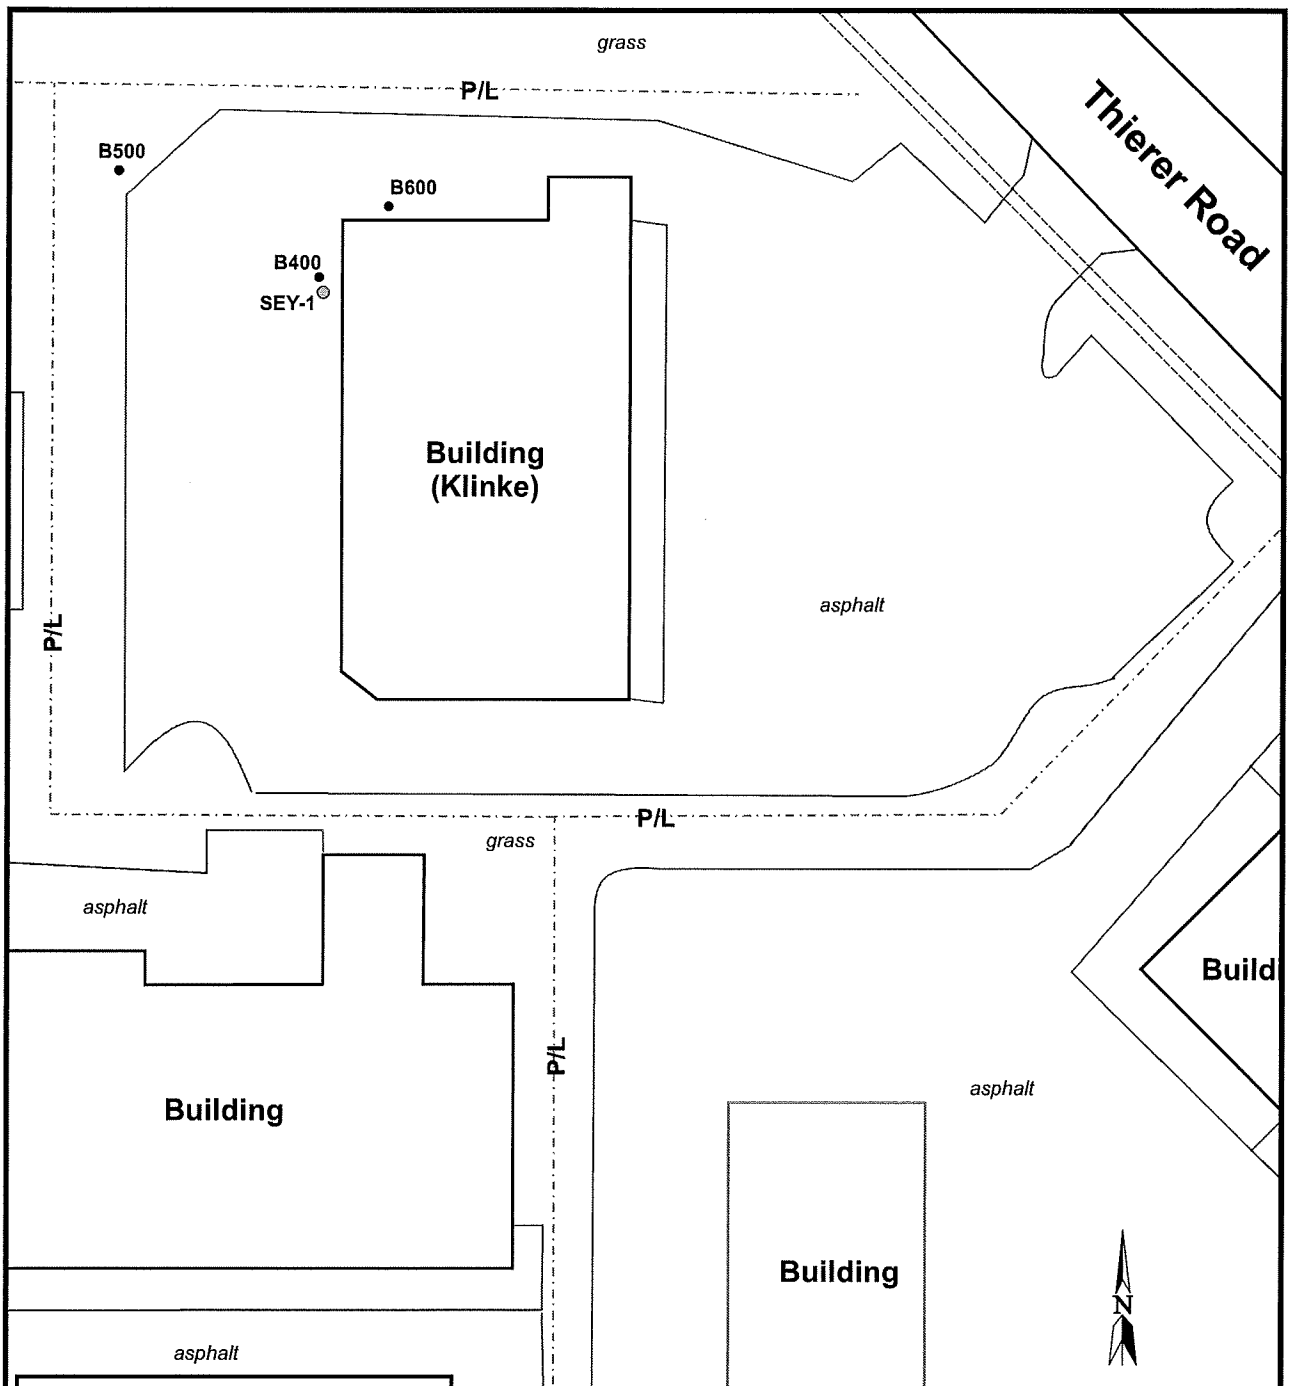 grass
P/L
Thierer Road
B500
B600
B400
SEY-1
Building
(Klinke)
asphalt
P/L
P/L
grass
asphalt
Buildi
P/L
asphalt
Building
Building
N
asphalt